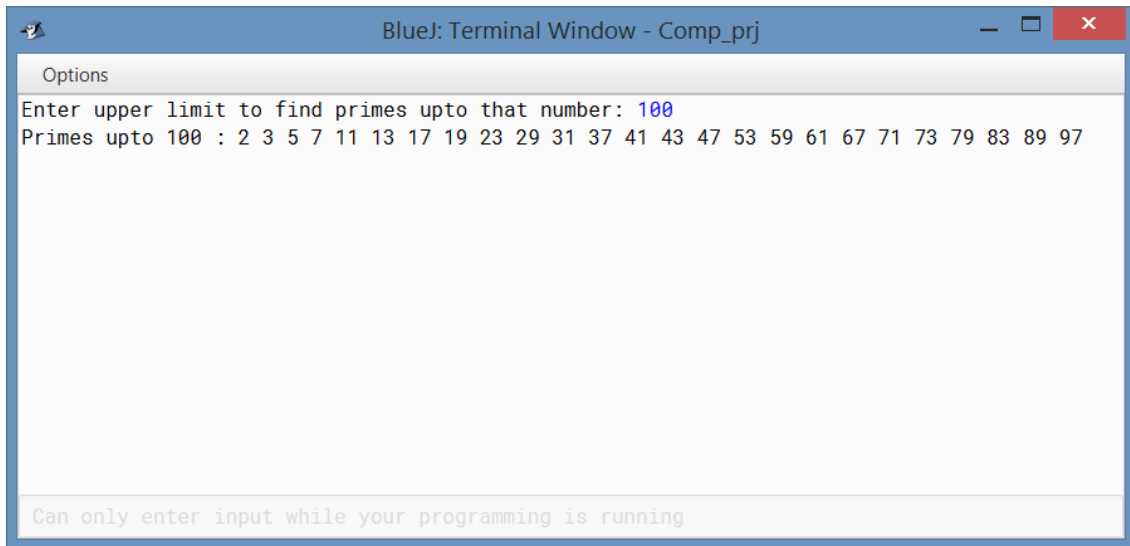 BlueJ: Terminal Window - Comp_prj
Options
Enter upper limit to find primes upto that number: 100
Primes upto 100 : 2 3 5 7 11 13 17 19 23 29 31 37 41 43 47 53 59 61 67 71 73 79 83 89 97
Can only enter input while your programming is running